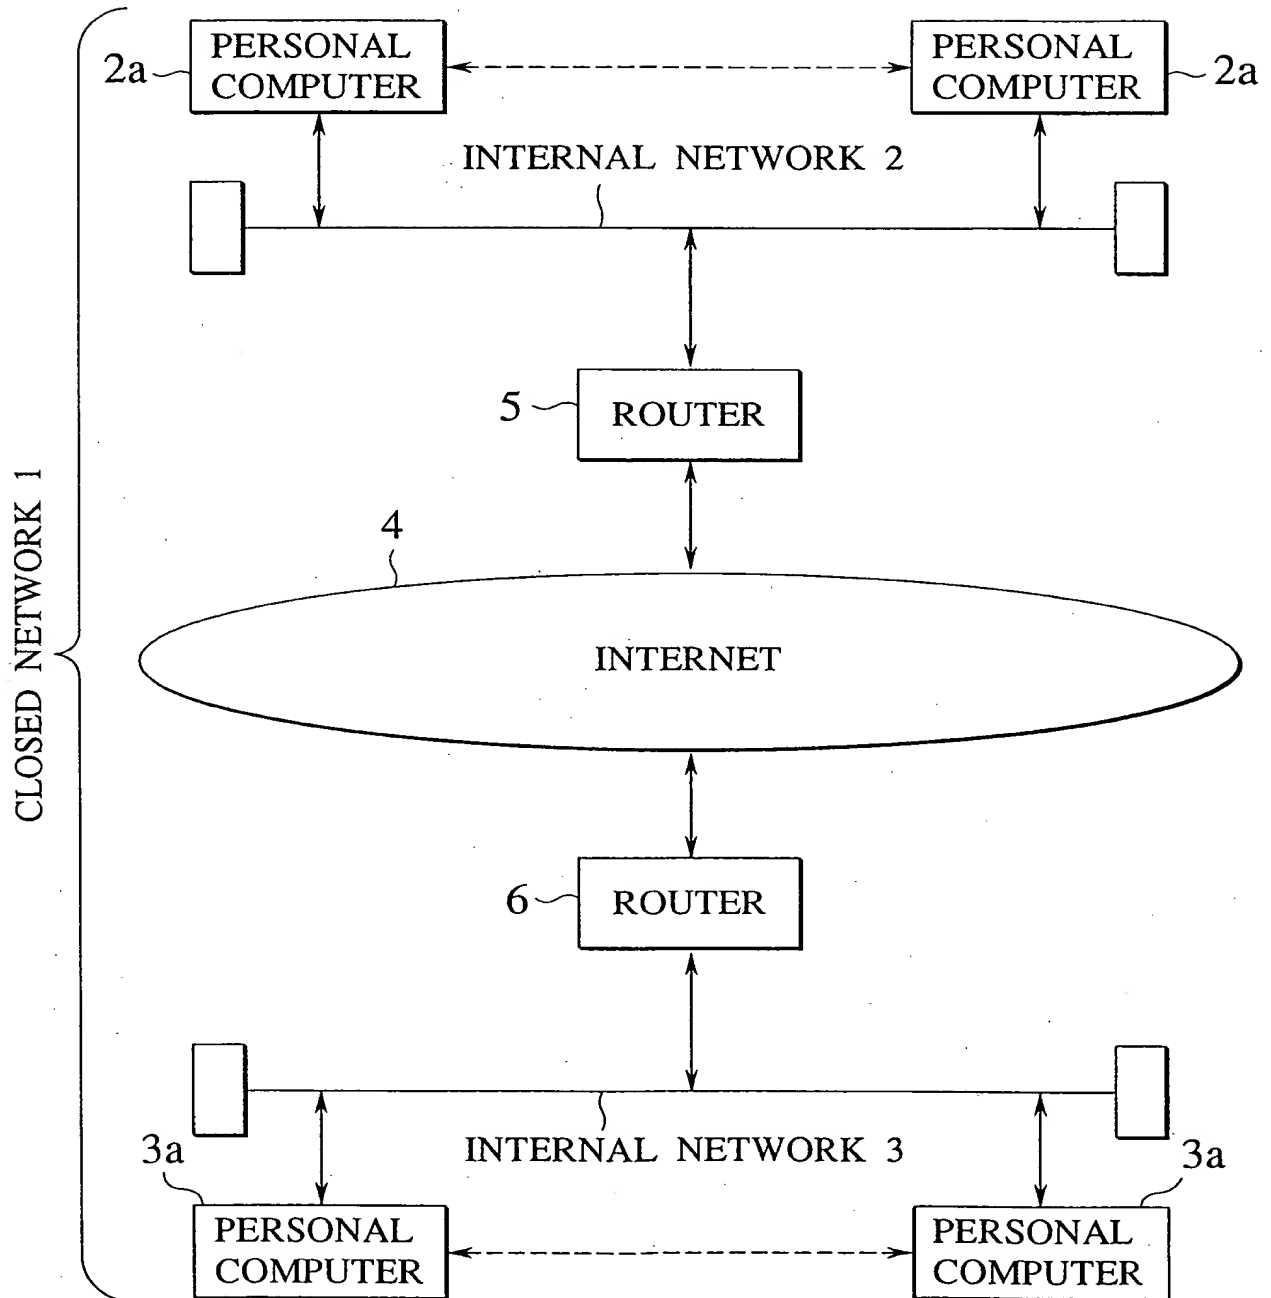 PERSONAL
COMPUTER
2a
PERSONAL
COMPUTER
2a
INTERNAL NETWORK 2
5
ROUTER
CLOSED NETWORK 1
4
INTERNET
6
ROUTER
INTERNAL NETWORK 3
3a
PERSONAL
COMPUTER
3a
PERSONAL
COMPUTER